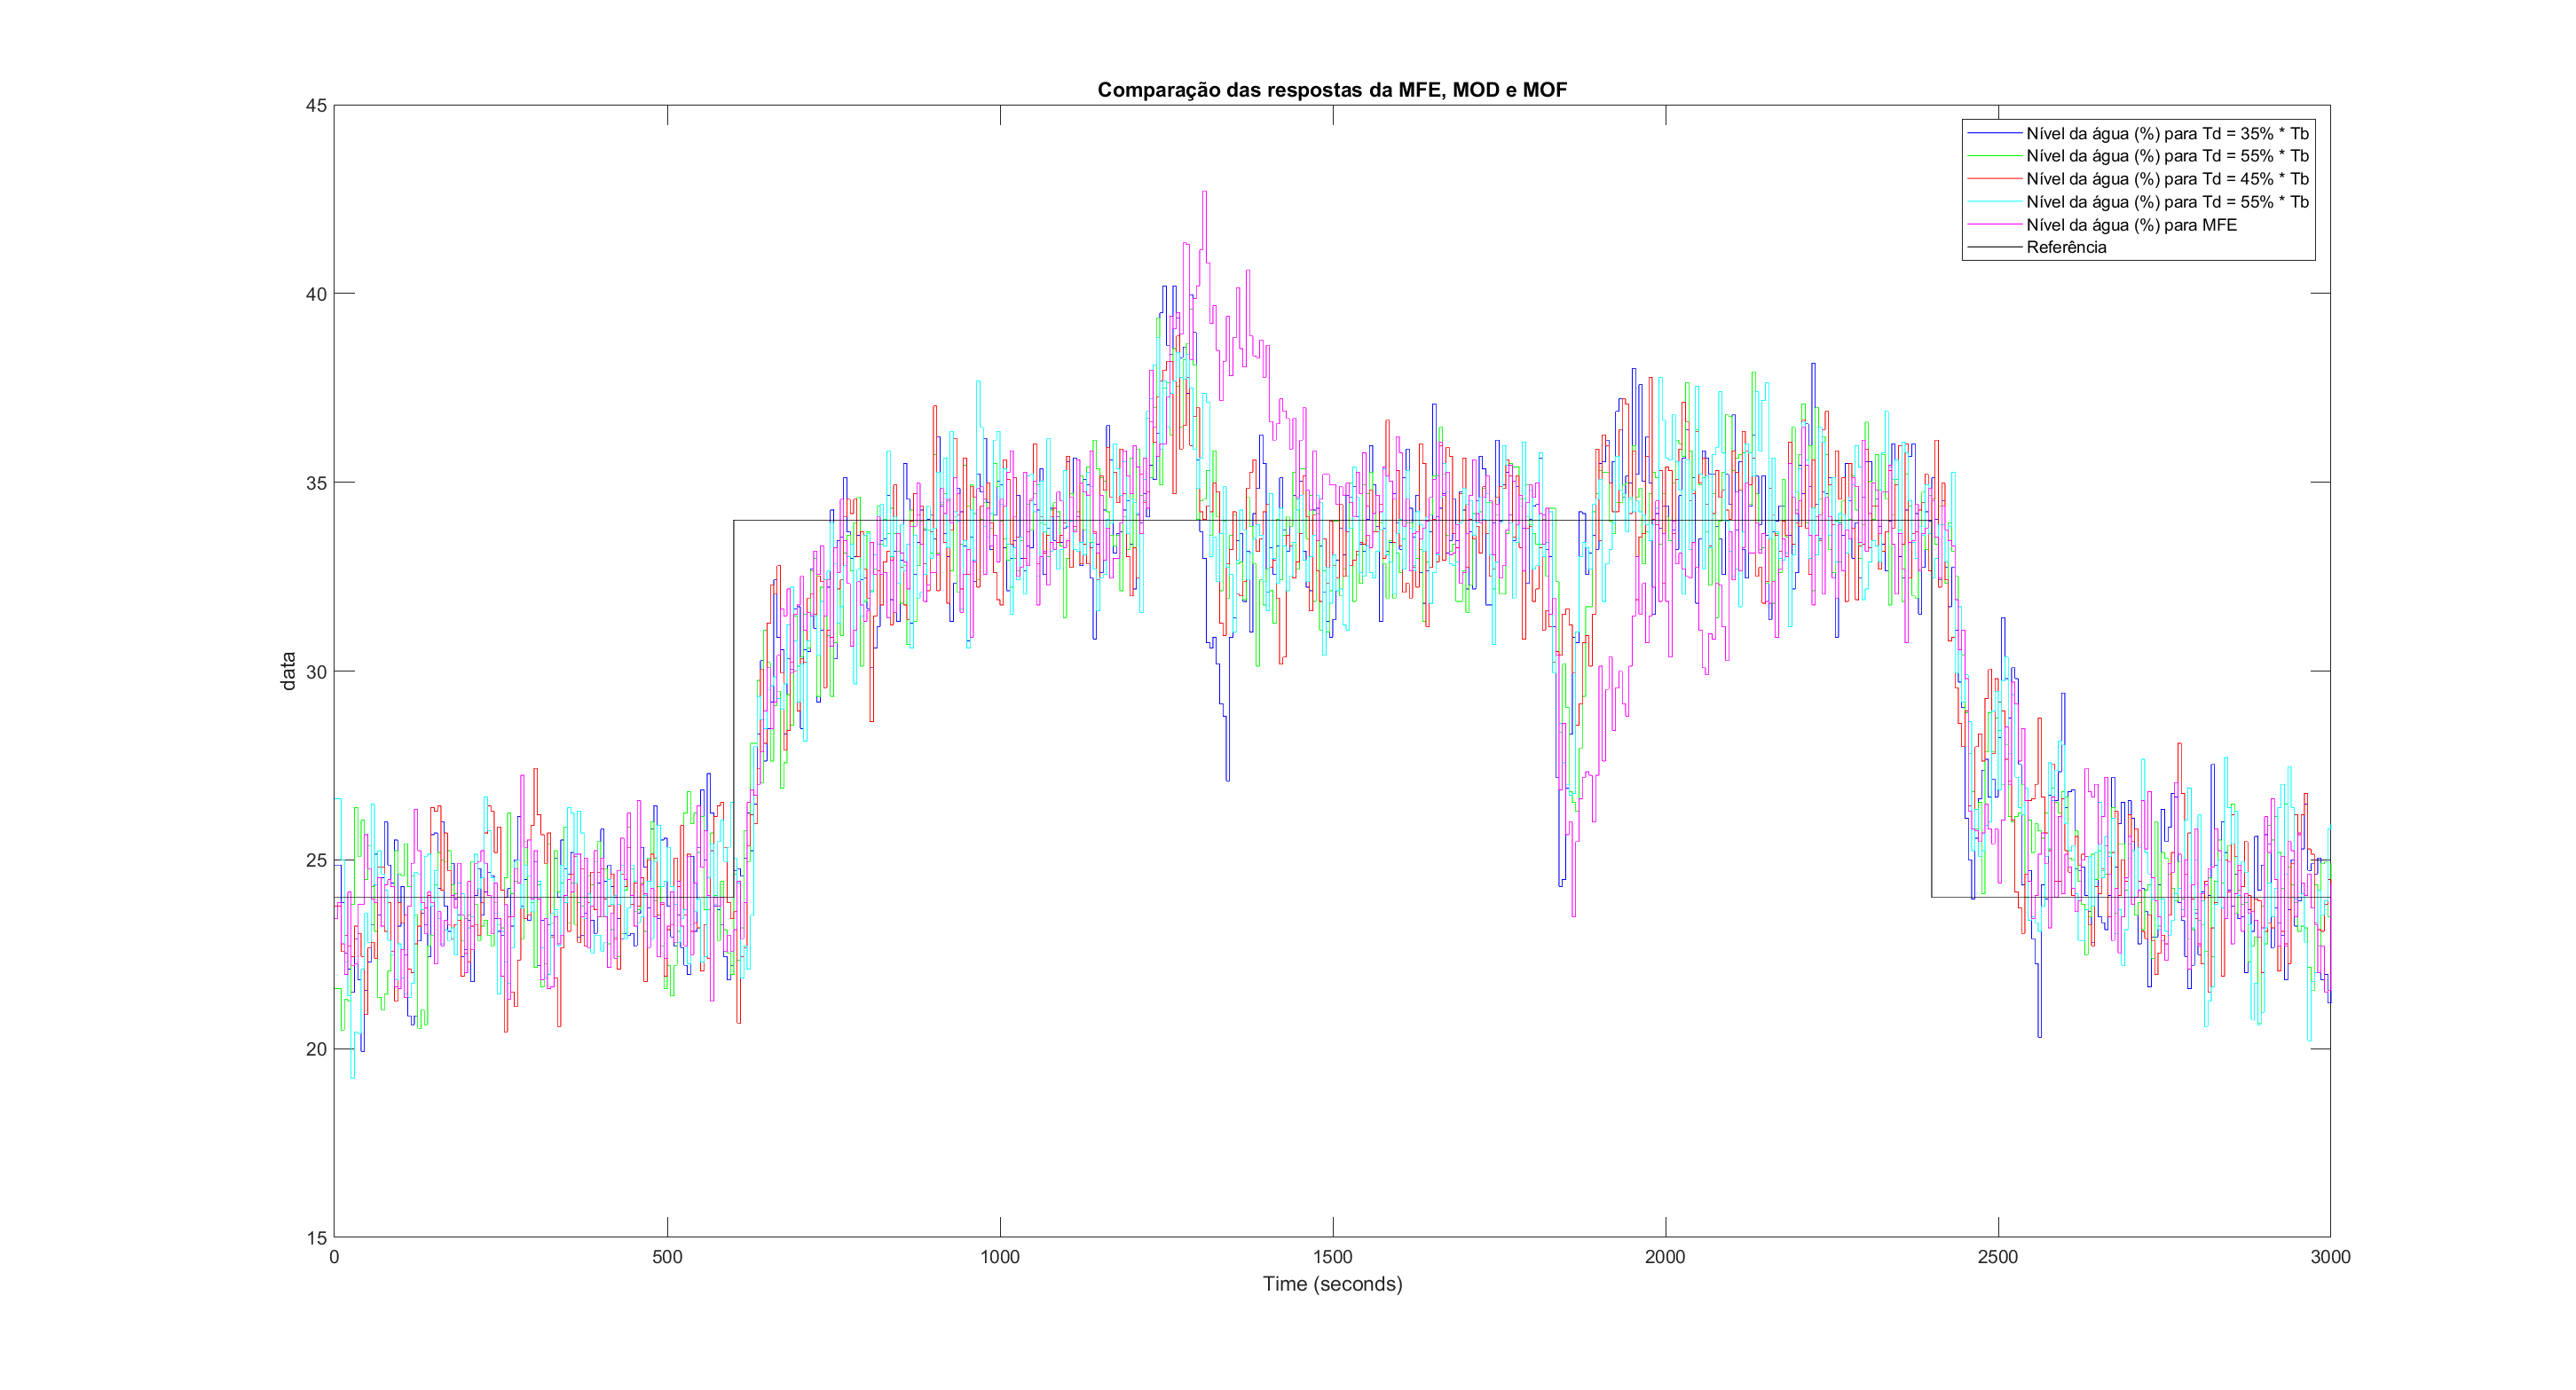 Comparação das respostas da MFE, MOD e MOF
45
40
35
30
25
20
15
data
0
500
1000
1500
2000
2500
3000
Time (seconds)
Nível da água (%) para Td = 35% * Tb
Nível da água (%) para Td = 55% * Tb
Nível da água (%) para Td = 45% * Tb
Nível da água (%) para Td = 55% * Tb
Nível da água (%) para MFE
Referência